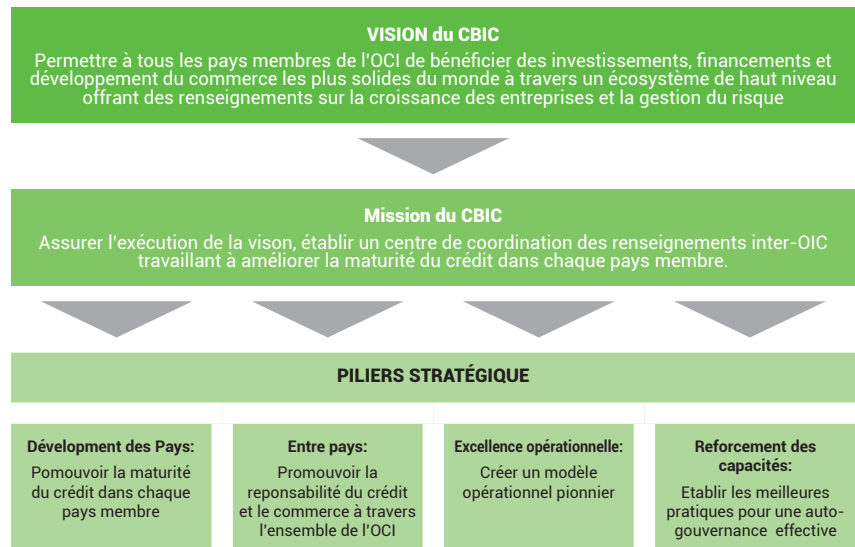 VISION du CBIC
Permettre à tous les pays membres de l'OCI de bénéficier des investissements, financements et
développement du commerce les plus solides du monde à travers un écosystème de haut niveau
offrant des renseignements sur la croissance des entreprises et la gestion du risque
Mission du CBIC
Assurer l'exécution de la vison, établir un centre de coordination des renseignements inter-OIC
travaillant à améliorer la maturité du crédit dans chaque pays membre.
PILIERS STRATÉGIQUE
Dévelopment des Pays:
Pomouvoir la maturité
du crédit dans chaque
pays membre
Entre pays:
Promouvoir la
reponsabilité du crédit
et le commerce à travers
l'ensemble de l'OCI
Excellence opérationnelle:
Créer un modèle
opérationnel pionnier
Reforcement des
capacités:
Etablir les meilleures
pratiques pour une auto-
gouvernance effective